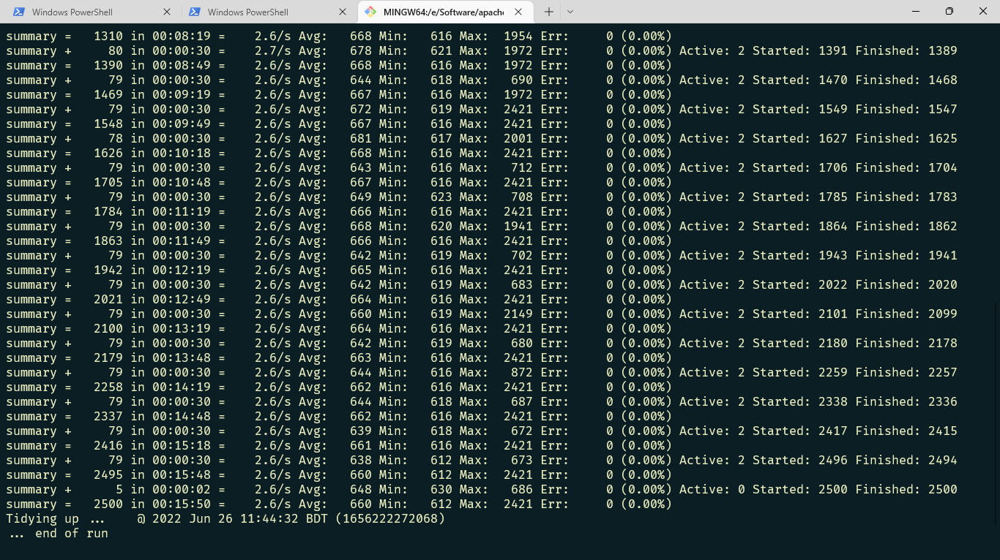 Windows PowerShell
Windows PowerShell
MINGW64:/e/Software/apache
summary =   1310 in 00:08:19 =    2.6/s Avg:   668 Min:   616 Max:  1954 Err:     0 (0.00%)
summary +     80 in 00:00:30 =    2.7/s Avg:   678 Min:   621 Max:  1972 Err:     0 (0.00%) Active: 2 Started: 1391 Finished: 1389
summary =   1390 in 00:08:49 =    2.6/s Avg:   668 Min:   616 Max:  1972 Err:     0 (0.00%)
summary +     79 in 00:00:30 =    2.6/s Avg:   644 Min:   618 Max:   690 Err:     0 (0.00%) Active: 2 Started: 1470 Finished: 1468
summary =   1469 in 00:09:19 =    2.6/s Avg:   667 Min:   616 Max:  1972 Err:     0 (0.00%)
summary +     79 in 00:00:30 =    2.6/s Avg:   672 Min:   619 Max:  2421 Err:     0 (0.00%) Active: 2 Started: 1549 Finished: 1547
summary =   1548 in 00:09:49 =    2.6/s Avg:   667 Min:   616 Max:  2421 Err:     0 (0.00%)
summary +     78 in 00:00:30 =    2.6/s Avg:   681 Min:   617 Max:  2001 Err:     0 (0.00%) Active: 2 Started: 1627 Finished: 1625
summary =   1626 in 00:10:18 =    2.6/s Avg:   668 Min:   616 Max:  2421 Err:     0 (0.00%)
summary +     79 in 00:00:30 =    2.6/s Avg:   643 Min:   616 Max:   712 Err:     0 (0.00%) Active: 2 Started: 1706 Finished: 1704
summary =   1705 in 00:10:48 =    2.6/s Avg:   667 Min:   616 Max:  2421 Err:     0 (0.00%)
summary +     79 in 00:00:30 =    2.6/s Avg:   649 Min:   623 Max:   708 Err:     0 (0.00%) Active: 2 Started: 1785 Finished: 1783
summary =   1784 in 00:11:19 =    2.6/s Avg:   666 Min:   616 Max:  2421 Err:     0 (0.00%)
summary +     79 in 00:00:30 =    2.6/s Avg:   668 Min:   620 Max:  1941 Err:     0 (0.00%) Active: 2 Started: 1864 Finished: 1862
summary =   1863 in 00:11:49 =    2.6/s Avg:   666 Min:   616 Max:  2421 Err:     0 (0.00%)
summary +     79 in 00:00:30 =    2.6/s Avg:   642 Min:   619 Max:   702 Err:     0 (0.00%) Active: 2 Started: 1943 Finished: 1941
summary =   1942 in 00:12:19 =    2.6/s Avg:   665 Min:   616 Max:  2421 Err:     0 (0.00%)
summary +     79 in 00:00:30 =    2.6/s Avg:   642 Min:   619 Max:   683 Err:     0 (0.00%) Active: 2 Started: 2022 Finished: 2020
summary =   2021 in 00:12:49 =    2.6/s Avg:   664 Min:   616 Max:  2421 Err:     0 (0.00%)
summary +     79 in 00:00:30 =    2.6/s Avg:   660 Min:   619 Max:  2149 Err:     0 (0.00%) Active: 2 Started: 2101 Finished: 2099
summary =   2100 in 00:13:19 =    2.6/s Avg:   664 Min:   616 Max:  2421 Err:     0 (0.00%)
summary +     79 in 00:00:30 =    2.6/s Avg:   642 Min:   619 Max:   680 Err:     0 (0.00%) Active: 2 Started: 2180 Finished: 2178
summary =   2179 in 00:13:48 =    2.6/s Avg:   663 Min:   616 Max:  2421 Err:     0 (0.00%)
summary +     79 in 00:00:30 =    2.6/s Avg:   644 Min:   616 Max:   872 Err:     0 (0.00%) Active: 2 Started: 2259 Finished: 2257
summary =   2258 in 00:14:19 =    2.6/s Avg:   662 Min:   616 Max:  2421 Err:     0 (0.00%)
summary +     79 in 00:00:30 =    2.6/s Avg:   644 Min:   618 Max:   687 Err:     0 (0.00%) Active: 2 Started: 2338 Finished: 2336
summary =   2337 in 00:14:48 =    2.6/s Avg:   662 Min:   616 Max:  2421 Err:     0 (0.00%)
summary +     79 in 00:00:30 =    2.6/s Avg:   639 Min:   618 Max:   672 Err:     0 (0.00%) Active: 2 Started: 2417 Finished: 2415
summary =   2416 in 00:15:18 =    2.6/s Avg:   661 Min:   616 Max:  2421 Err:     0 (0.00%)
summary +     79 in 00:00:30 =    2.6/s Avg:   638 Min:   612 Max:   673 Err:     0 (0.00%) Active: 2 Started: 2496 Finished: 2494
summary =   2495 in 00:15:48 =    2.6/s Avg:   660 Min:   612 Max:  2421 Err:     0 (0.00%)
summary +      5 in 00:00:02 =    2.6/s Avg:   648 Min:   630 Max:   686 Err:     0 (0.00%) Active: 0 Started: 2500 Finished: 2500
summary =   2500 in 00:15:50 =    2.6/s Avg:   660 Min:   612 Max:  2421 Err:     0 (0.00%)
Tidying up ...    @ 2022 Jun 26 11:44:32 BDT (1656222272068)
... end of run